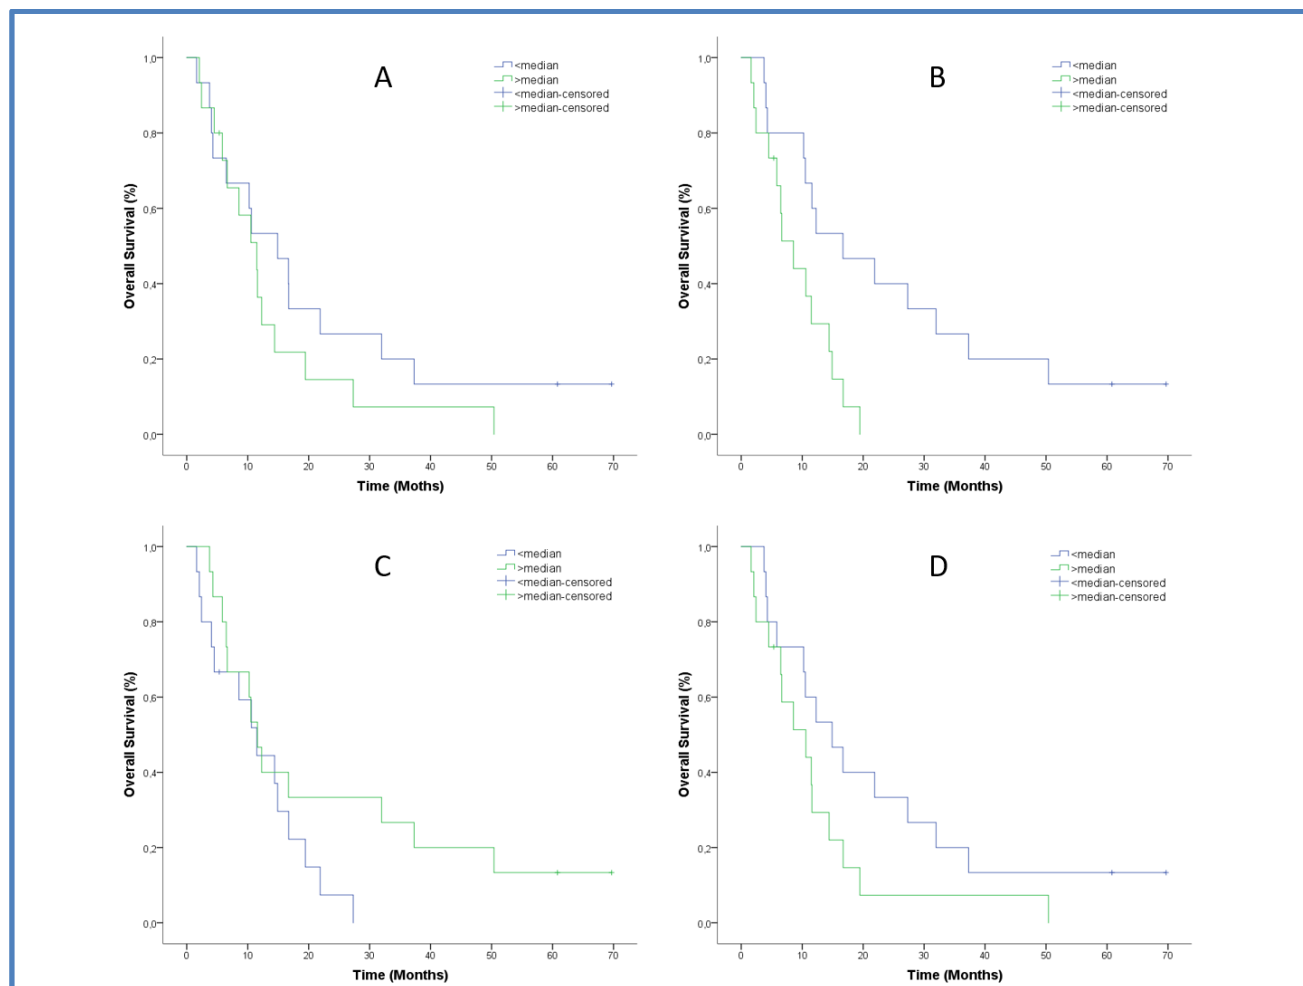 A
<median
>median
<median-censored
>median-censored
1,0
0,8
0,6
0,4
0,2
0,0
Overall Survival (%)
0 10 20 30 40 50 60 70
Time (Moths)
B
<median
>median
<median-censored
>median-censored
1,0
0,8
0,6
0,4
0,2
0,0
Overall Survival (%)
0 10 20 30 40 50 60 70
Time (Months)
C
<median
>median
<median-censored
>median-censored
1,0
0,8
0,6
0,4
0,2
0,0
Overall Survival (%)
0 10 20 30 40 50 60 70
Time (Months)
D
<median
>median
<median-censored
>median-censored
1,0
0,8
0,6
0,4
0,2
0,0
Overall Survival (%)
0 10 20 30 40 50 60 70
Time (Months)